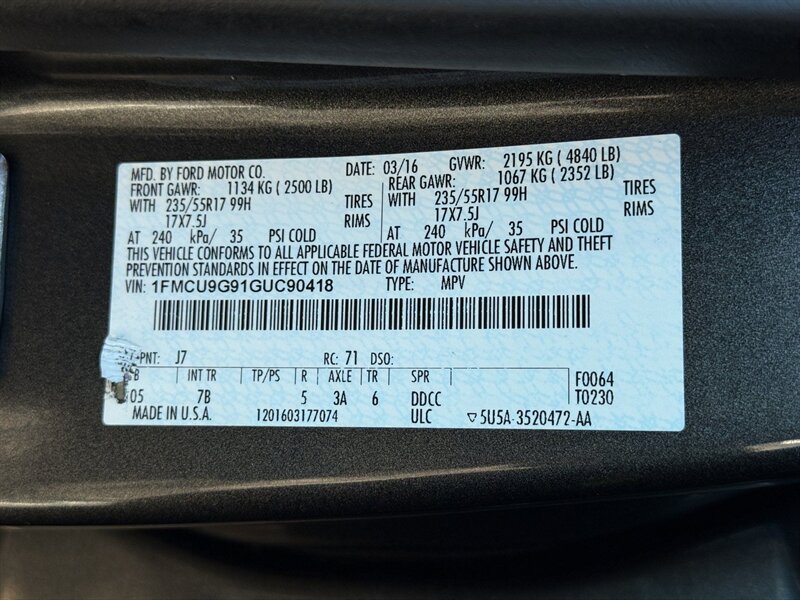 MFD. BY FORD MOTOR CO. DATE: 03/16 GVWR: 2195 KG ( 4840 LB)
FRONT GAWR: 1134 KG ( 2500 LB) REAR GAWR: 1067 KG ( 2352 LB)
WITH 235/55R17 99H TIRES WITH 235/55R17 99H TIRES
17X7.5J RIMS 17X7.5J RIMS
AT 240 kPa/ 35 PSI COLD AT 240 kPa/ 35 PSI COLD
THIS VEHICLE CONFORMS TO ALL APPLICABLE FEDERAL MOTOR VEHICLE SAFETY AND THEFT
PREVENTION STANDARDS IN EFFECT ON THE DATE OF MANUFACTURE SHOWN ABOVE.
VIN: 1FMCU9G91GUC90418 TYPE: MPV
PNT: J7 RC: 71 DSO:
B INT TR TP/PS R AXLE TR SPR F0064
05 7B 5 3A 6 DDCC T0230
MADE IN U.S.A. 1201603177074 ULC ▽5U5A-3520472-AA